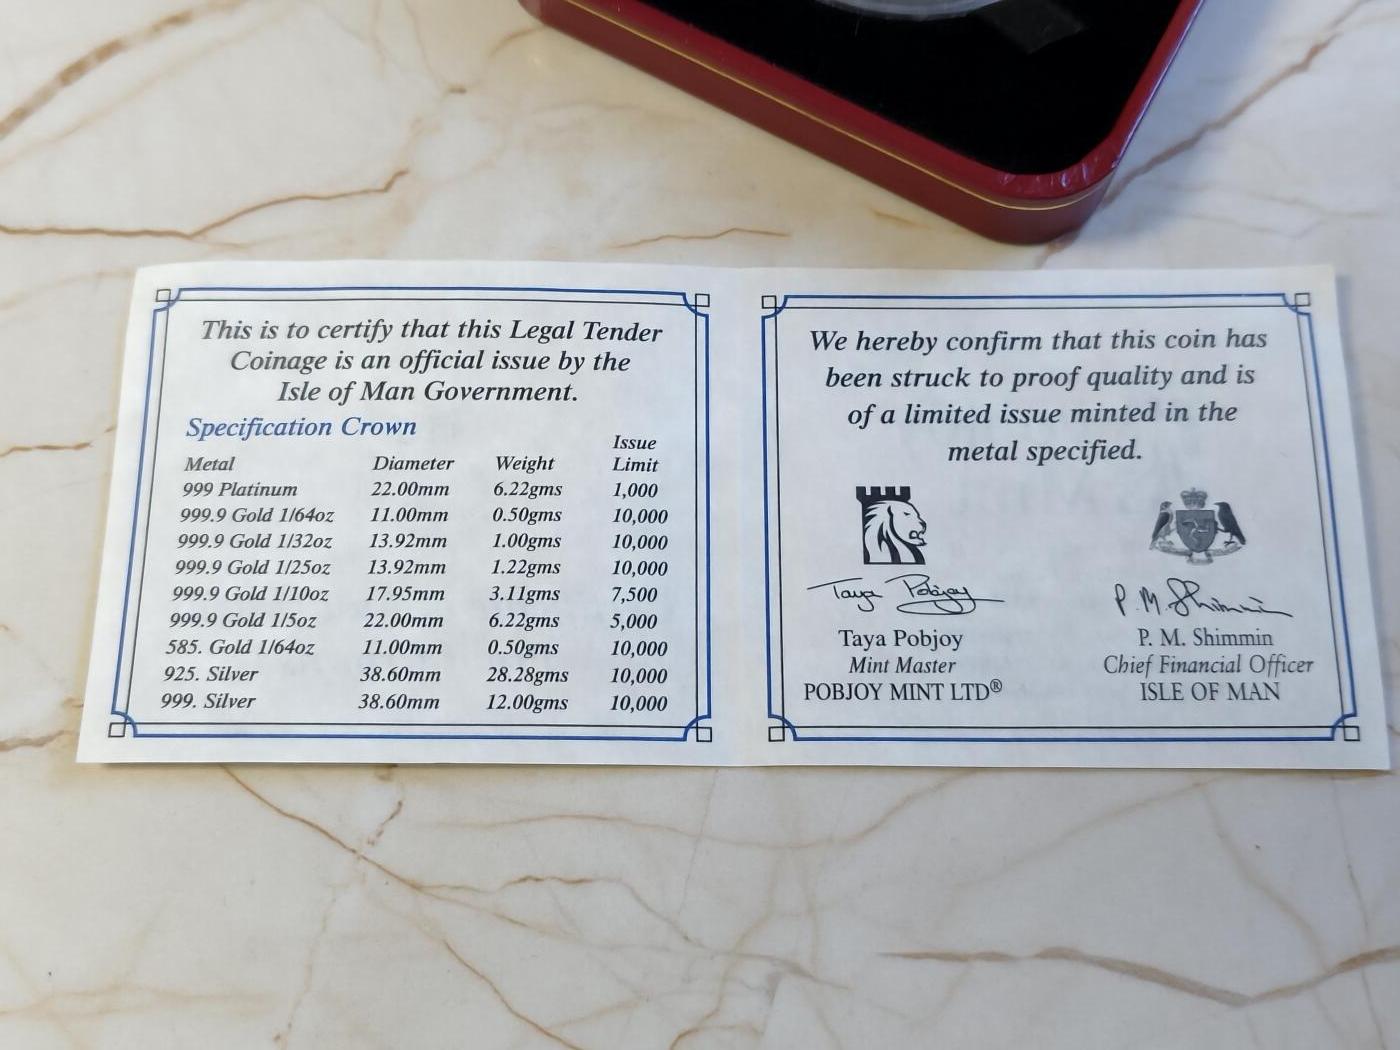 This is to certify that this Legal Tender
Coinage is an official issue by the
Isle of Man Government.
Specification Crown
Metal Diameter Weight Issue Limit
999 Platinum 22.00mm 6.22gms 1,000
999.9 Gold 1/64oz 11.00mm 0.50gms 10,000
999.9 Gold 1/32oz 13.92mm 1.00gms 10,000
999.9 Gold 1/25oz 13.92mm 1.22gms 10,000
999.9 Gold 1/10oz 17.95mm 3.11gms 7,500
999.9 Gold 1/5oz 22.00mm 6.22gms 5,000
585. Gold 1/64oz 11.00mm 0.50gms 10,000
925. Silver 38.60mm 28.28gms 10,000
999. Silver 38.60mm 12.00gms 10,000
We hereby confirm that this coin has
been struck to proof quality and is
of a limited issue minted in the
metal specified.
Taya Pobjoy
Taya Pobjoy
Mint Master
POBJOY MINT LTD®
P. M. Shimmin
P. M. Shimmin
Chief Financial Officer
ISLE OF MAN